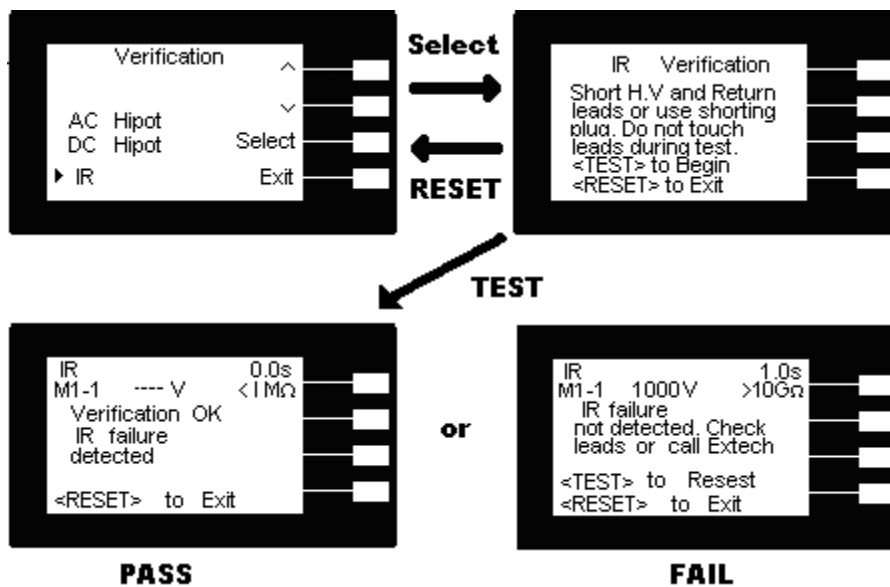 Verification
^
v
AC Hipot
DC Hipot Select
IR Exit
Select
RESET
IR Verification
Short H.V and Return
leads or use shorting
plug. Do not touch
leads during test.
<TEST> to Begin
<RESET> to Exit
TEST
IR 0.0s
M1-1 ---- V <1MΩ
Verification OK
IR failure
detected
<RESET> to Exit
PASS
or
IR 1.0s
M1-1 1000V >10GΩ
IR failure
not detected. Check
leads or call Extech
<TEST> to Resest
<RESET> to Exit
FAIL